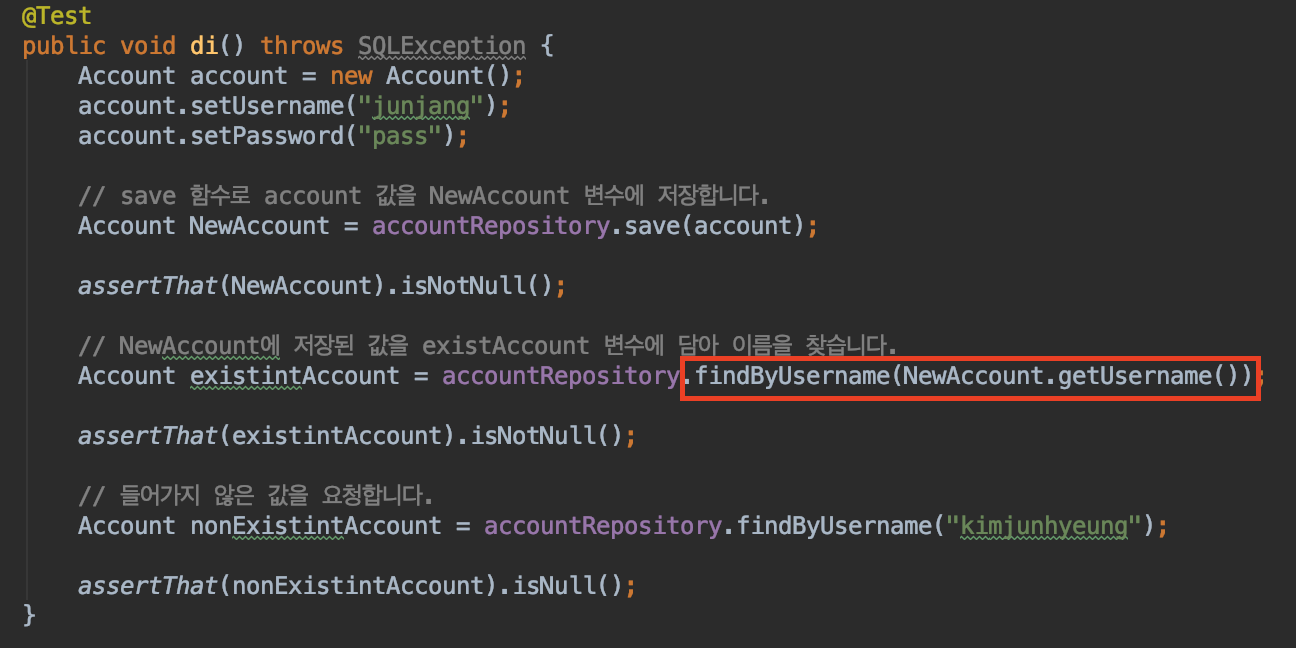 @Test
public void di() throws SQLException {
    Account account = new Account();
    account.setUsername("junjang");
    account.setPassword("pass");

    // save 함수로 account 값을 NewAccount 변수에 저장합니다.
    Account NewAccount = accountRepository.save(account);

    assertThat(NewAccount).isNotNull();

    // NewAccount에 저장된 값을 existAccount 변수에 담아 이름을 찾습니다.
    Account existintAccount = accountRepository.findByUsername(NewAccount.getUsername());

    assertThat(existintAccount).isNotNull();

    // 들어가지 않은 값을 요청합니다.
    Account nonExistintAccount = accountRepository.findByUsername("kimjunhyeung");

    assertThat(nonExistintAccount).isNull();
}